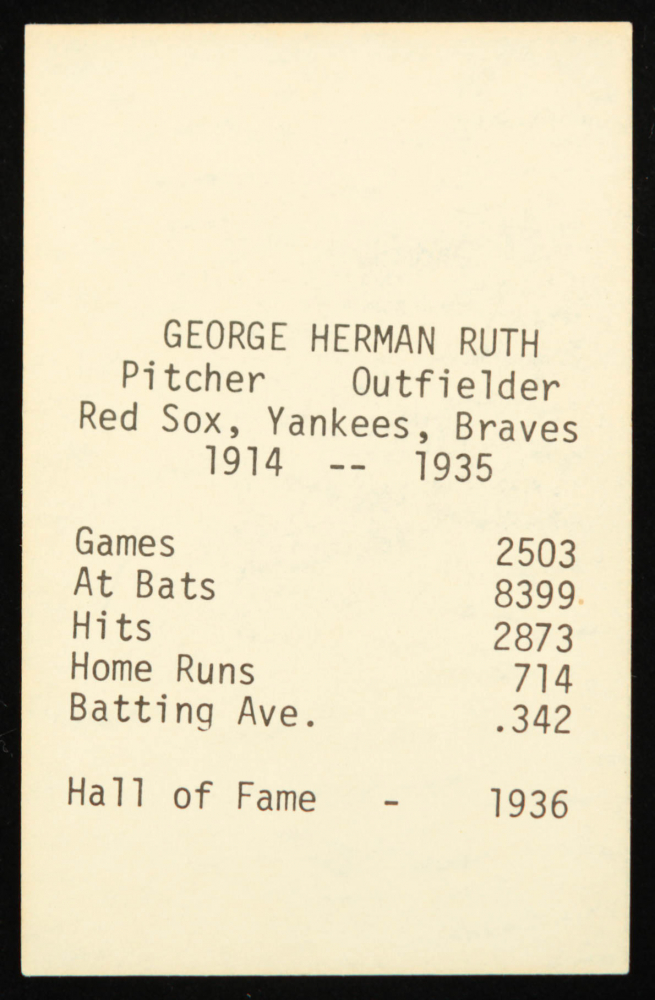 GEORGE HERMAN RUTH
Pitcher Outfielder
Red Sox, Yankees, Braves
1914 -- 1935
Games 2503
At Bats 8399
Hits 2873
Home Runs 714
Batting Ave. .342
Hall of Fame - 1936